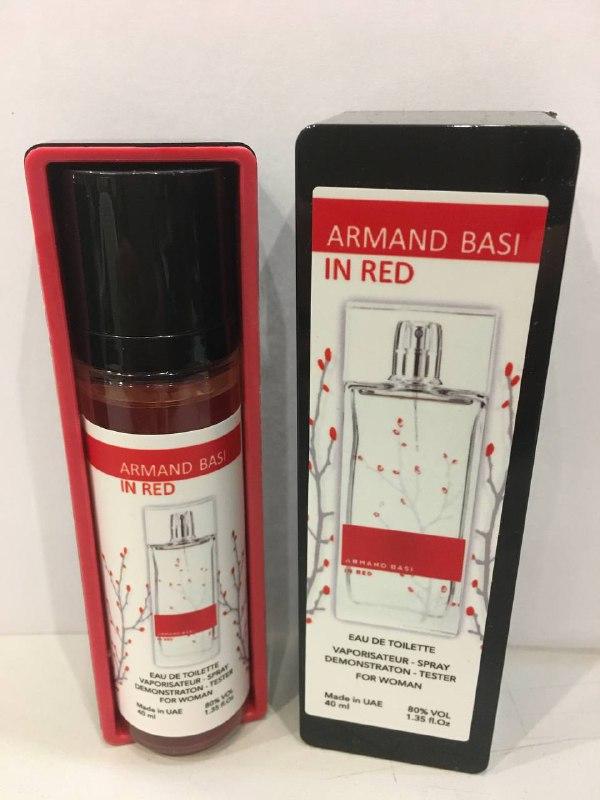 ARMAND BASI
IN RED
EAU DE TOILETTE
VAPORISATEUR - SPRAY
DEMONSTRATON - TESTER
FOR WOMAN
Made in UAE 80% VOL
40 ml 1.35 fl.Oz
ARMAND BASI
IN RED
ARMAND BASI
IN RED
EAU DE TOILETTE
VAPORISATEUR - SPRAY
DEMONSTRATON - TESTER
FOR WOMAN
Made in UAE 80% VOL
40 ml 1.35 fl.Oz